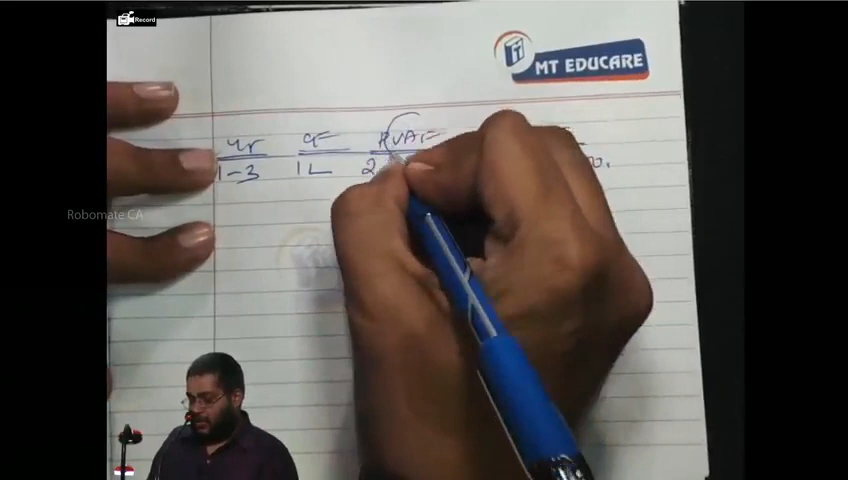 Record
MT EDUCARE
Yr CF PVAF
1-3 1L 2
Robomate CA